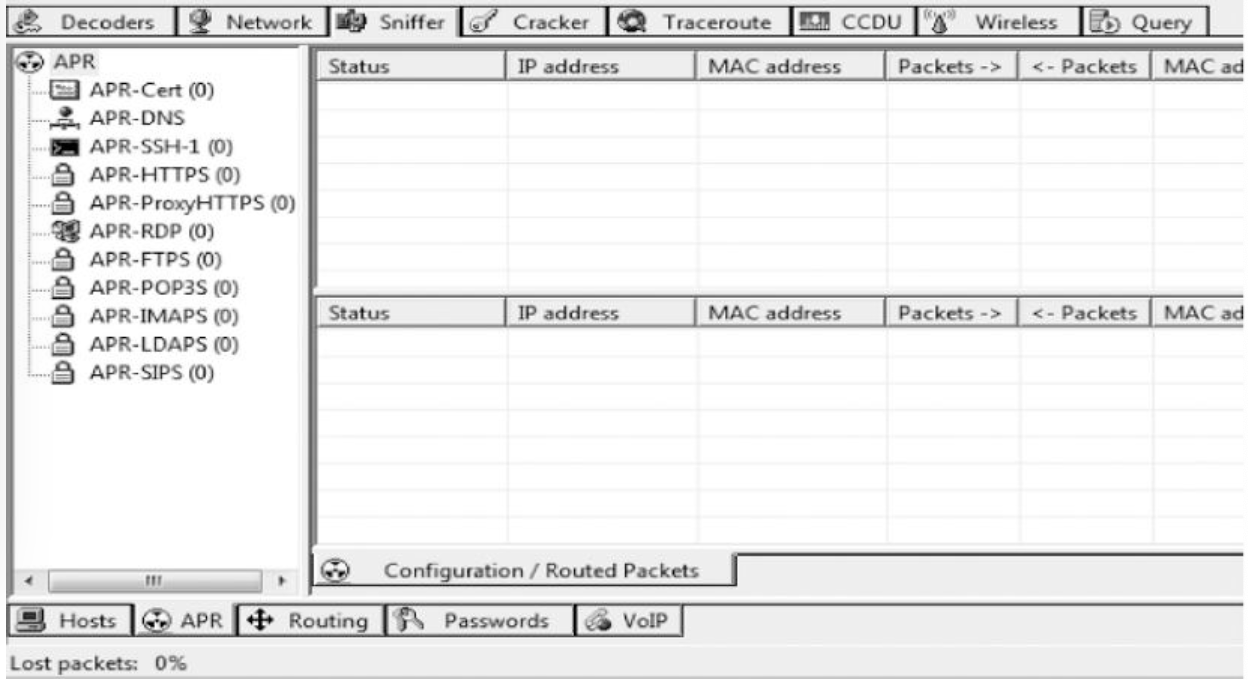 Decoders Network Sniffer Cracker Traceroute CCDU Wireless Query
APR
APR-Cert (0)
APR-DNS
APR-SSH-1 (0)
APR-HTTPS (0)
APR-ProxyHTTPS (0)
APR-RDP (0)
APR-FTPS (0)
APR-POP3S (0)
APR-IMAPS (0)
APR-LDAPS (0)
APR-SIPS (0)
Status IP address MAC address Packets -> <- Packets MAC ad
Status IP address MAC address Packets -> <- Packets MAC ad
Configuration / Routed Packets
Hosts APR Routing Passwords VoIP
Lost packets: 0%